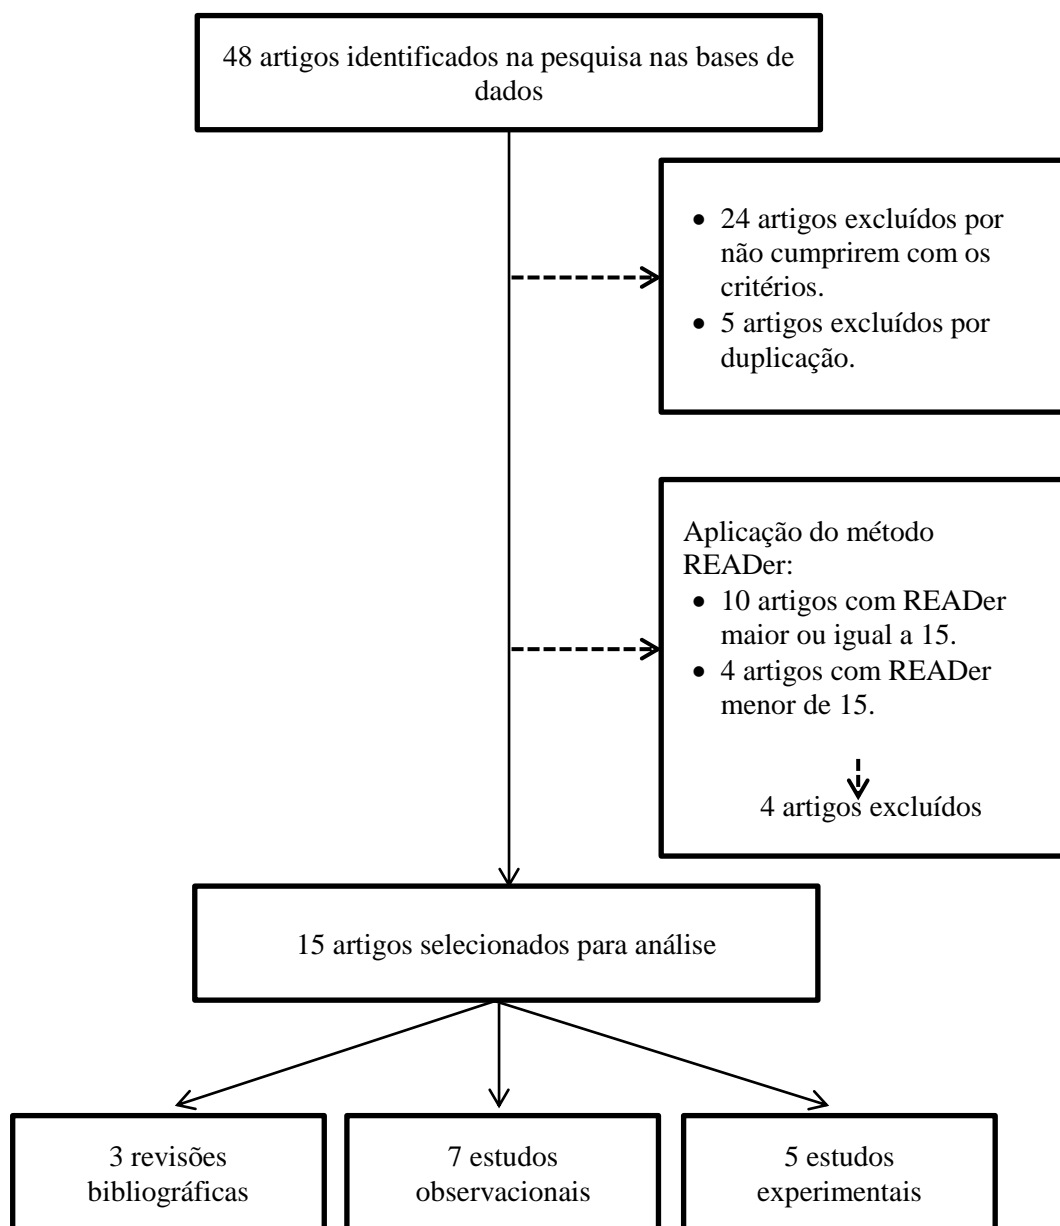 48 artigos identificados na pesquisa nas bases de
dados
• 24 artigos excluídos por
não cumprirem com os
critérios.
• 5 artigos excluídos por
duplicação.
Aplicação do método
READer:
• 10 artigos com READer
maior ou igual a 15.
• 4 artigos com READer
menor de 15.
4 artigos excluídos
15 artigos selecionados para análise
3 revisões
bibliográficas
7 estudos
observacionais
5 estudos
experimentais